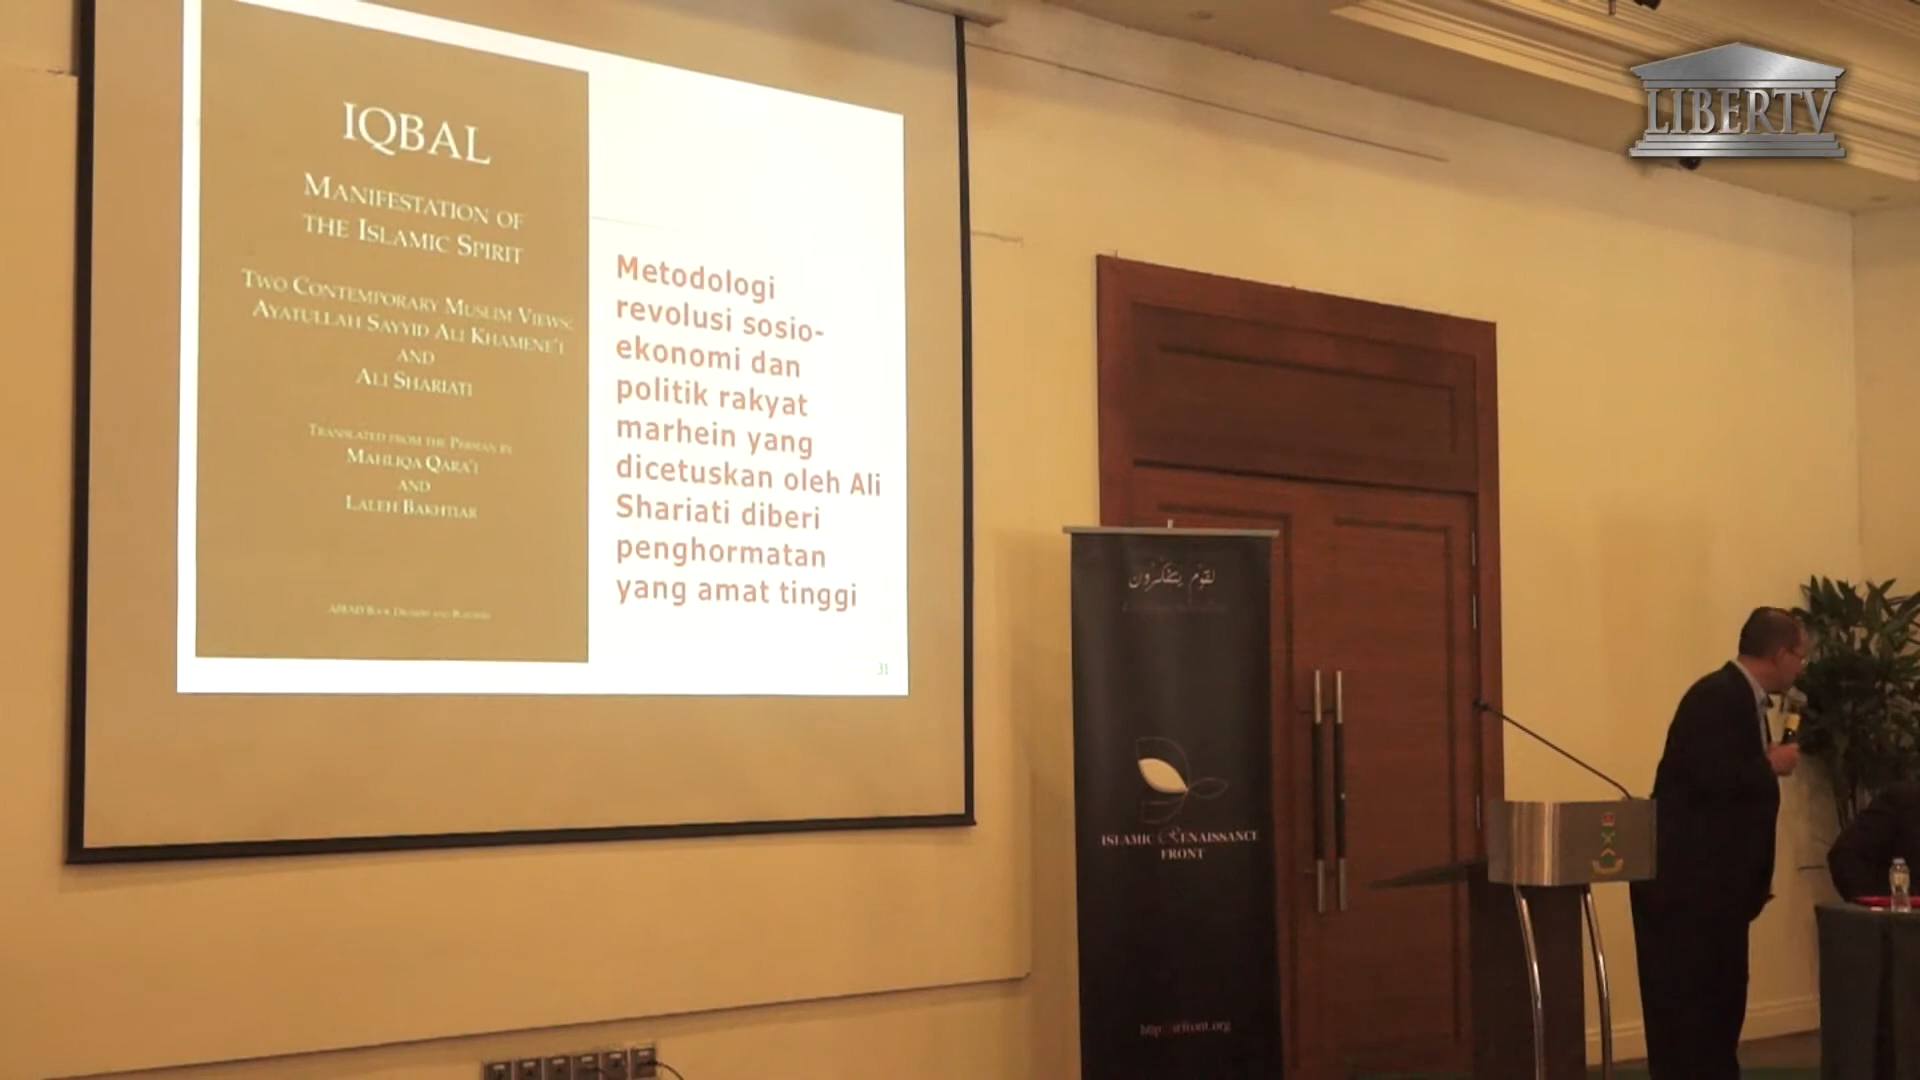 IQBAL
MANIFESTATION OF
THE ISLAMIC SPIRIT
TWO CONTEMPORARY MUSLIM VIEWS:
AYATULLAH SAYYID ALI KHAMENE'I
AND
ALI SHARIATI
TRANSLATED FROM THE PERSIAN BY
MAHLIQA QARA'I
AND
LALEH BAKHTIAR
Metodologi
revolusi sosio-
ekonomi dan
politik rakyat
marhein yang
dicetuskan oleh Ali
Shariati diberi
penghormatan
yang amat tinggi
31
LIBERTV
لقوم يتفكرون
ISLAMIC RENAISSANCE
FRONT